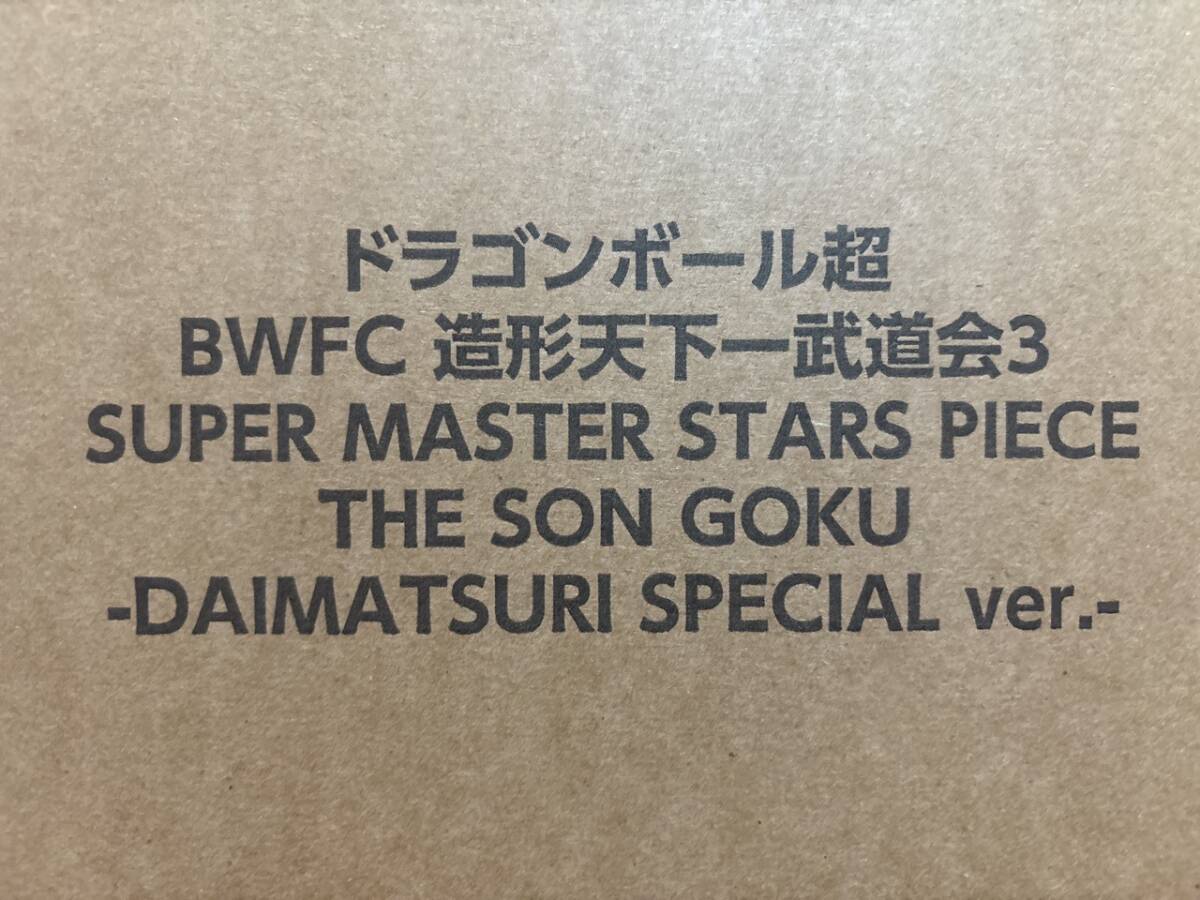 ドラゴンボール超
BWFC 造形天下一武道会3
SUPER MASTER STARS PIECE
THE SON GOKU
-DAIMATSURI SPECIAL ver.-